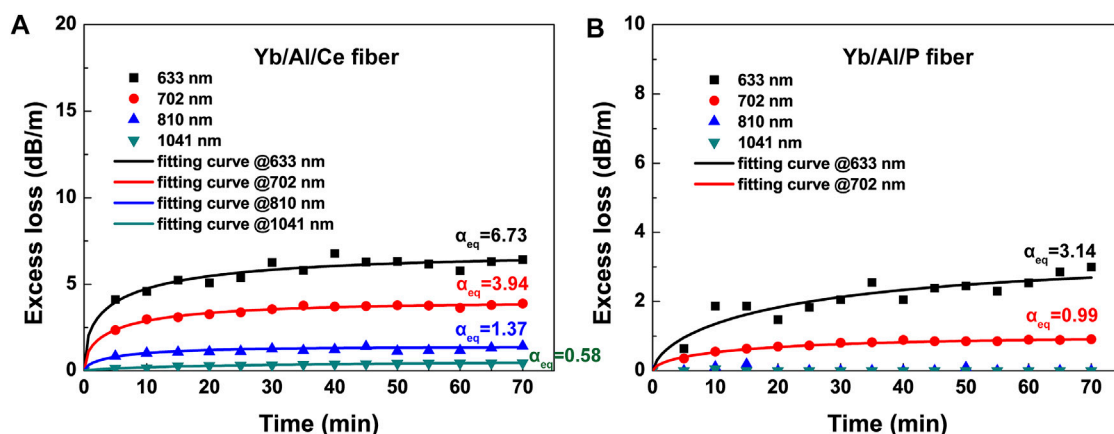 A
Yb/Al/Ce fiber
633 nm
702 nm
810 nm
1041 nm
fitting curve @633 nm
fitting curve @702 nm
fitting curve @810 nm
fitting curve @1041 nm
αeq=6.73
αeq=3.94
αeq=1.37
αeq=0.58
20
15
10
5
0
Excess loss (dB/m)
0 10 20 30 40 50 60 70
Time (min)
B
Yb/Al/P fiber
633 nm
702 nm
810 nm
1041 nm
fitting curve @633 nm
fitting curve @702 nm
αeq=3.14
αeq=0.99
10
8
6
4
2
0
Excess loss (dB/m)
0 10 20 30 40 50 60 70
Time (min)